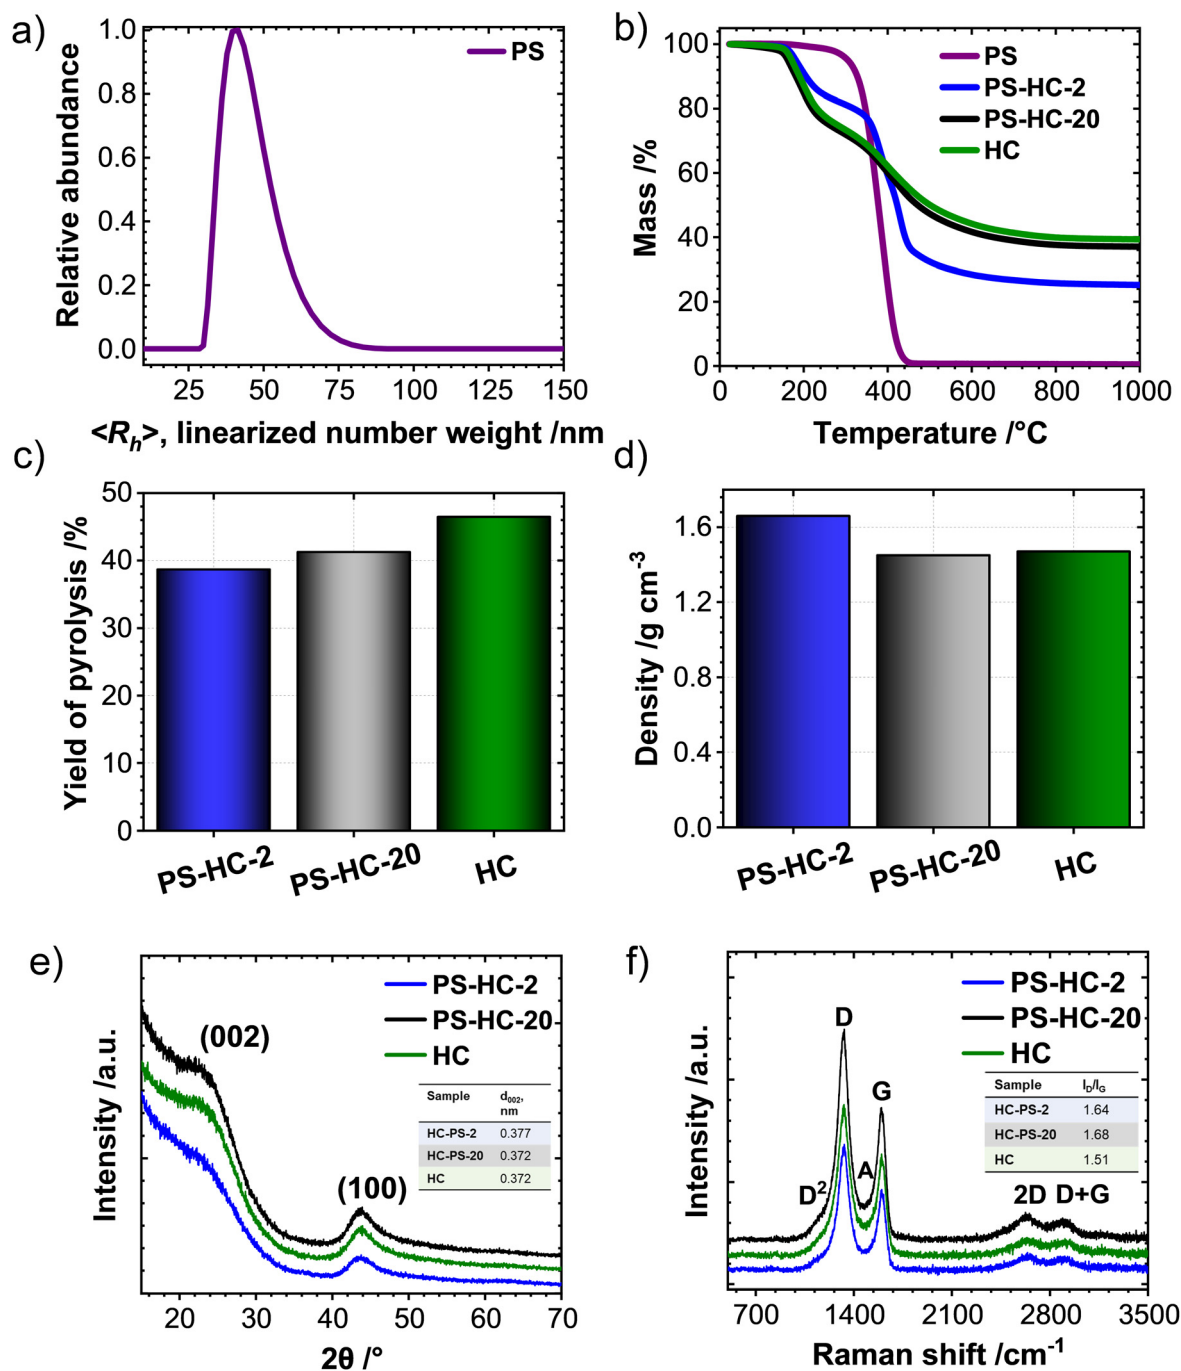 a)
PS
Relative abundance
1.0
0.8
0.6
0.4
0.2
0.0
25 50 75 100 125 150
<Rh>, linearized number weight /nm
b)
PS
PS-HC-2
PS-HC-20
HC
Mass /%
100
80
60
40
20
0
0 200 400 600 800 1000
Temperature /°C
c)
Yield of pyrolysis /%
50
40
30
20
10
0
PS-HC-2 PS-HC-20 HC
d)
Density /g cm⁻³
1.6
1.2
0.8
0.4
0.0
PS-HC-2 PS-HC-20 HC
e)
PS-HC-2
PS-HC-20
HC
(002)
(100)
Sample d₀₀₂,
nm
HC-PS-2 0.377
HC-PS-20 0.372
HC 0.372
Intensity /a.u.
20 30 40 50 60 70
2θ /°
f)
PS-HC-2
PS-HC-20
HC
D
G
A
D²
2D D+G
Sample I_D/I_G
HC-PS-2 1.64
HC-PS-20 1.68
HC 1.51
Intensity /a.u.
700 1400 2100 2800 3500
Raman shift /cm⁻¹